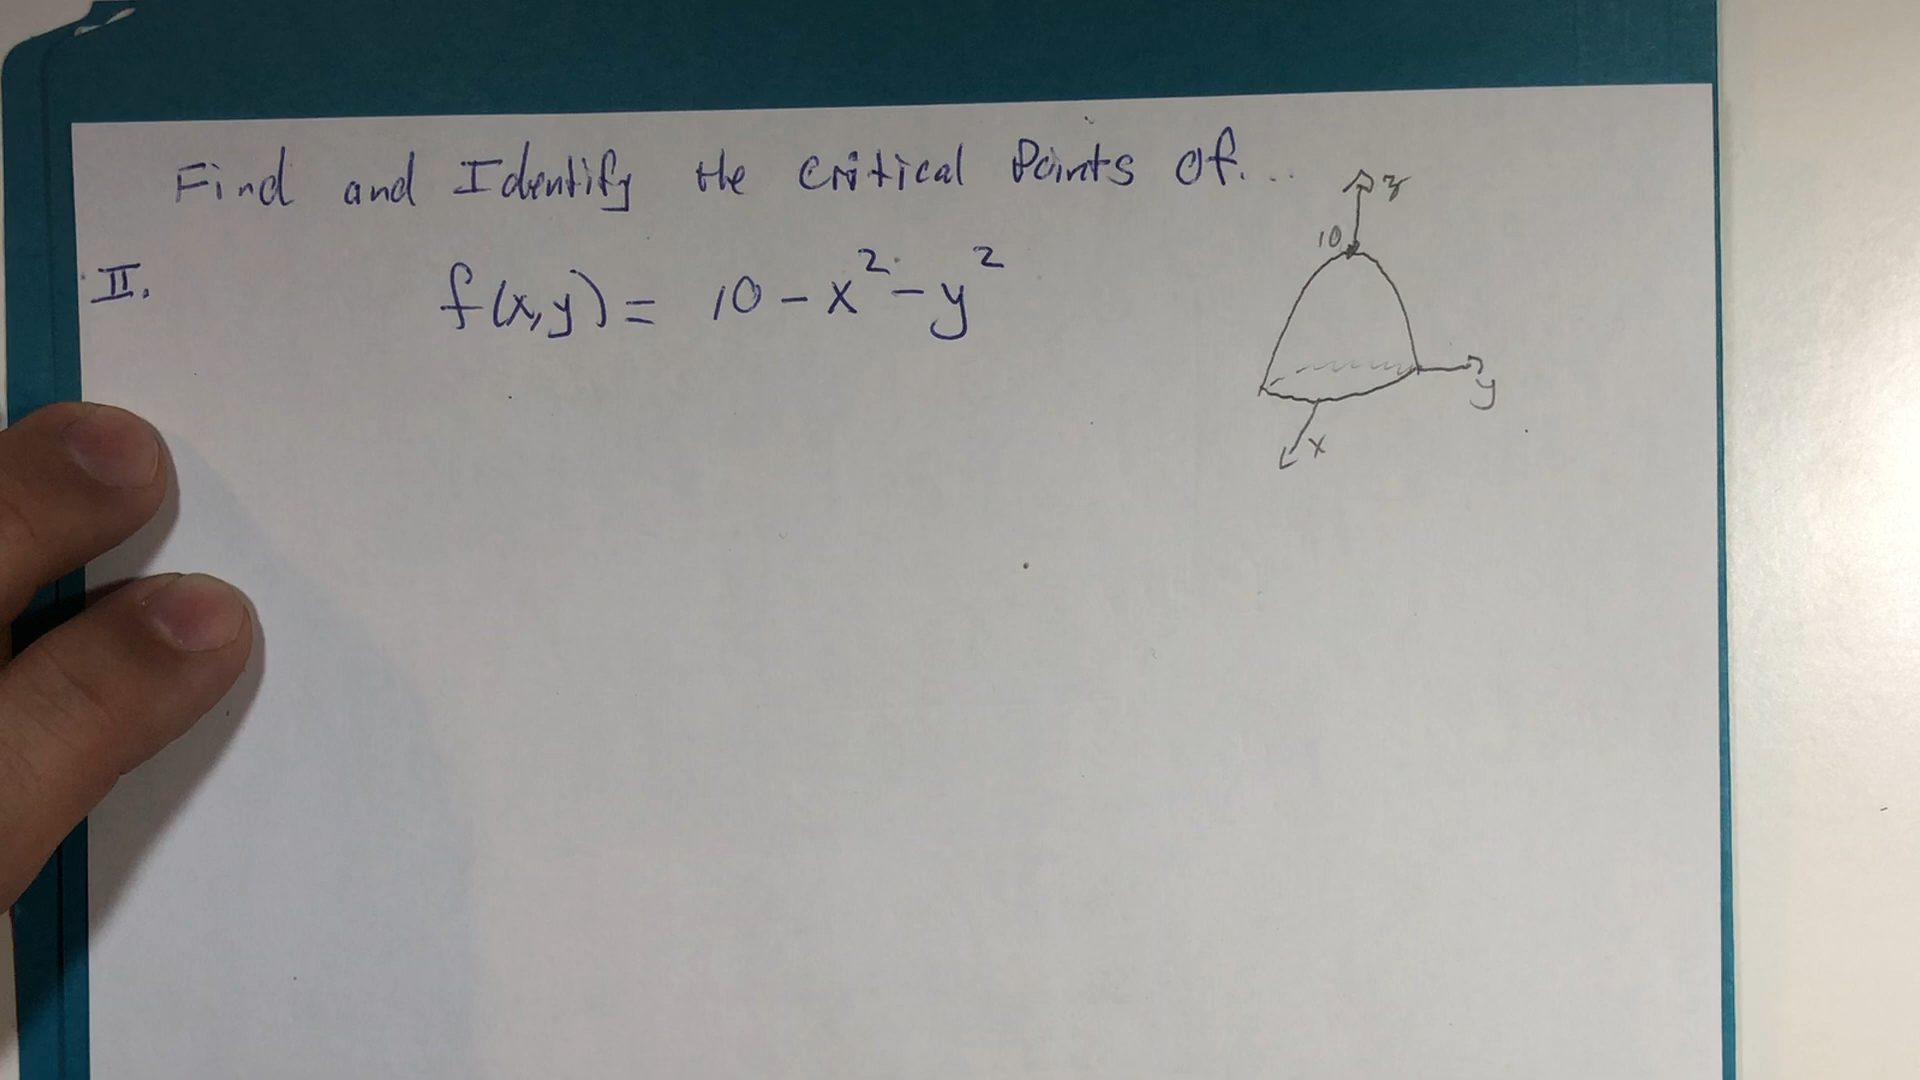 Find and Identify the Critical Points of...
II. f(x,y) = 10 - x² - y²
z
10
y
x